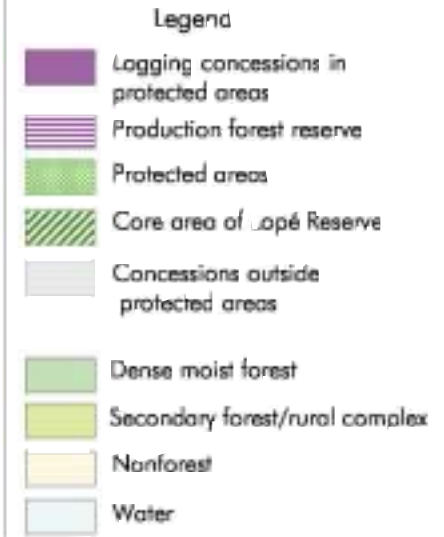 Legend
Logging concessions in
protected areas
Production forest reserve
Protected areas
Core area of Lopé Reserve
Concessions outside
protected areas
Dense moist forest
Secondary forest/rural complex
Nonforest
Water